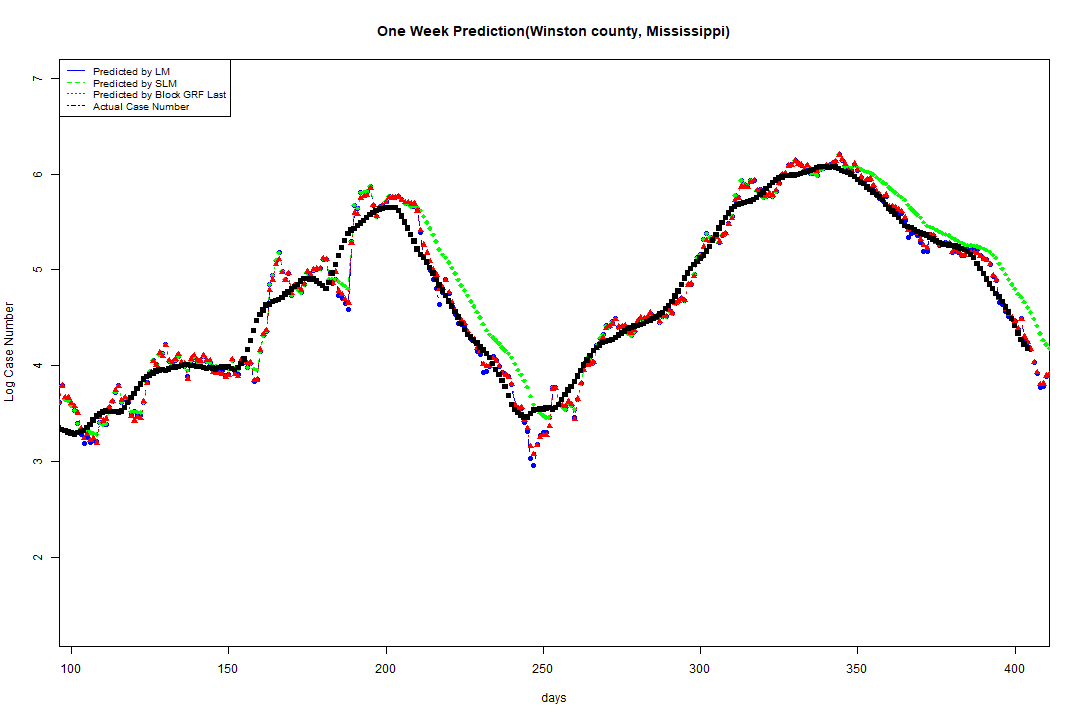 One Week Prediction(Winston county, Mississippi)
Predicted by LM
Predicted by SLM
Predicted by Block GRF Last
Actual Case Number
7
6
5
4
3
2
Log Case Number
100 150 200 250 300 350 400
days